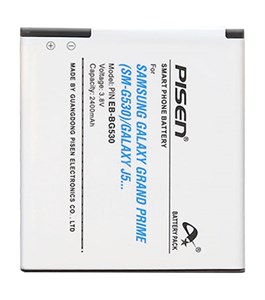 PISEN®
SMART PHONE BATTERY
For
SAMSUNG GALAXY GRAND PRIME
(SM-G530)/GALAXY J5...
Model: P\N EB-BG530
Voltage: 3.8V
Capacity: 2400mAh
MADE BY GUANGDONG PISEN
ELECTRONICS CO.,LTD
BATTERY PACK